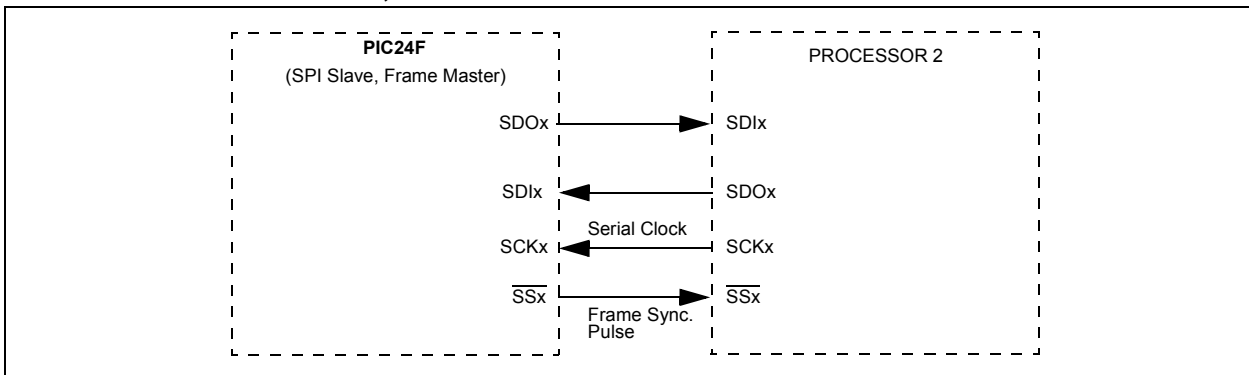 PIC24F
(SPI Slave, Frame Master)
PROCESSOR 2
SDOx
SDIx
SDIx
SDOx
Serial Clock
SCKx
SCKx
SSx
SSx
Frame Sync.
Pulse